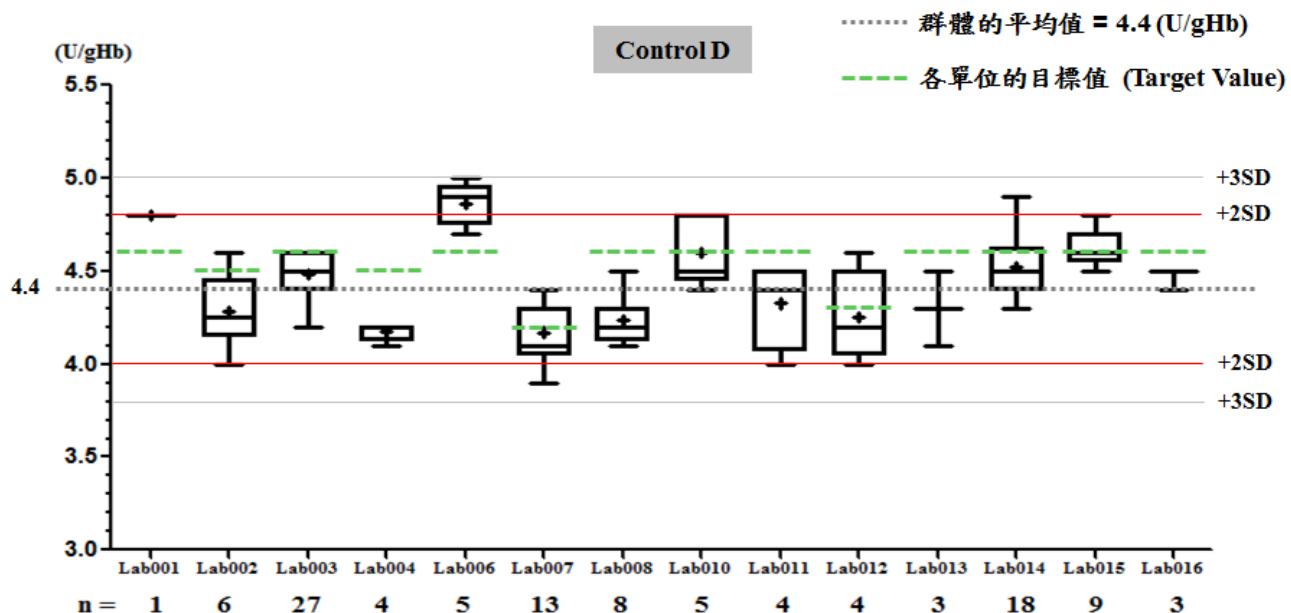 群體的平均值 = 4.4 (U/gHb)
(U/gHb)
Control D
各單位的目標值 (Target Value)
5.5
5.0
+3SD
+2SD
4.5
4.4
4.0
+2SD
+3SD
3.5
3.0
Lab001 Lab002 Lab003 Lab004 Lab006 Lab007 Lab008 Lab010 Lab011 Lab012 Lab013 Lab014 Lab015 Lab016
n = 1 6 27 4 5 13 8 5 4 4 3 18 9 3